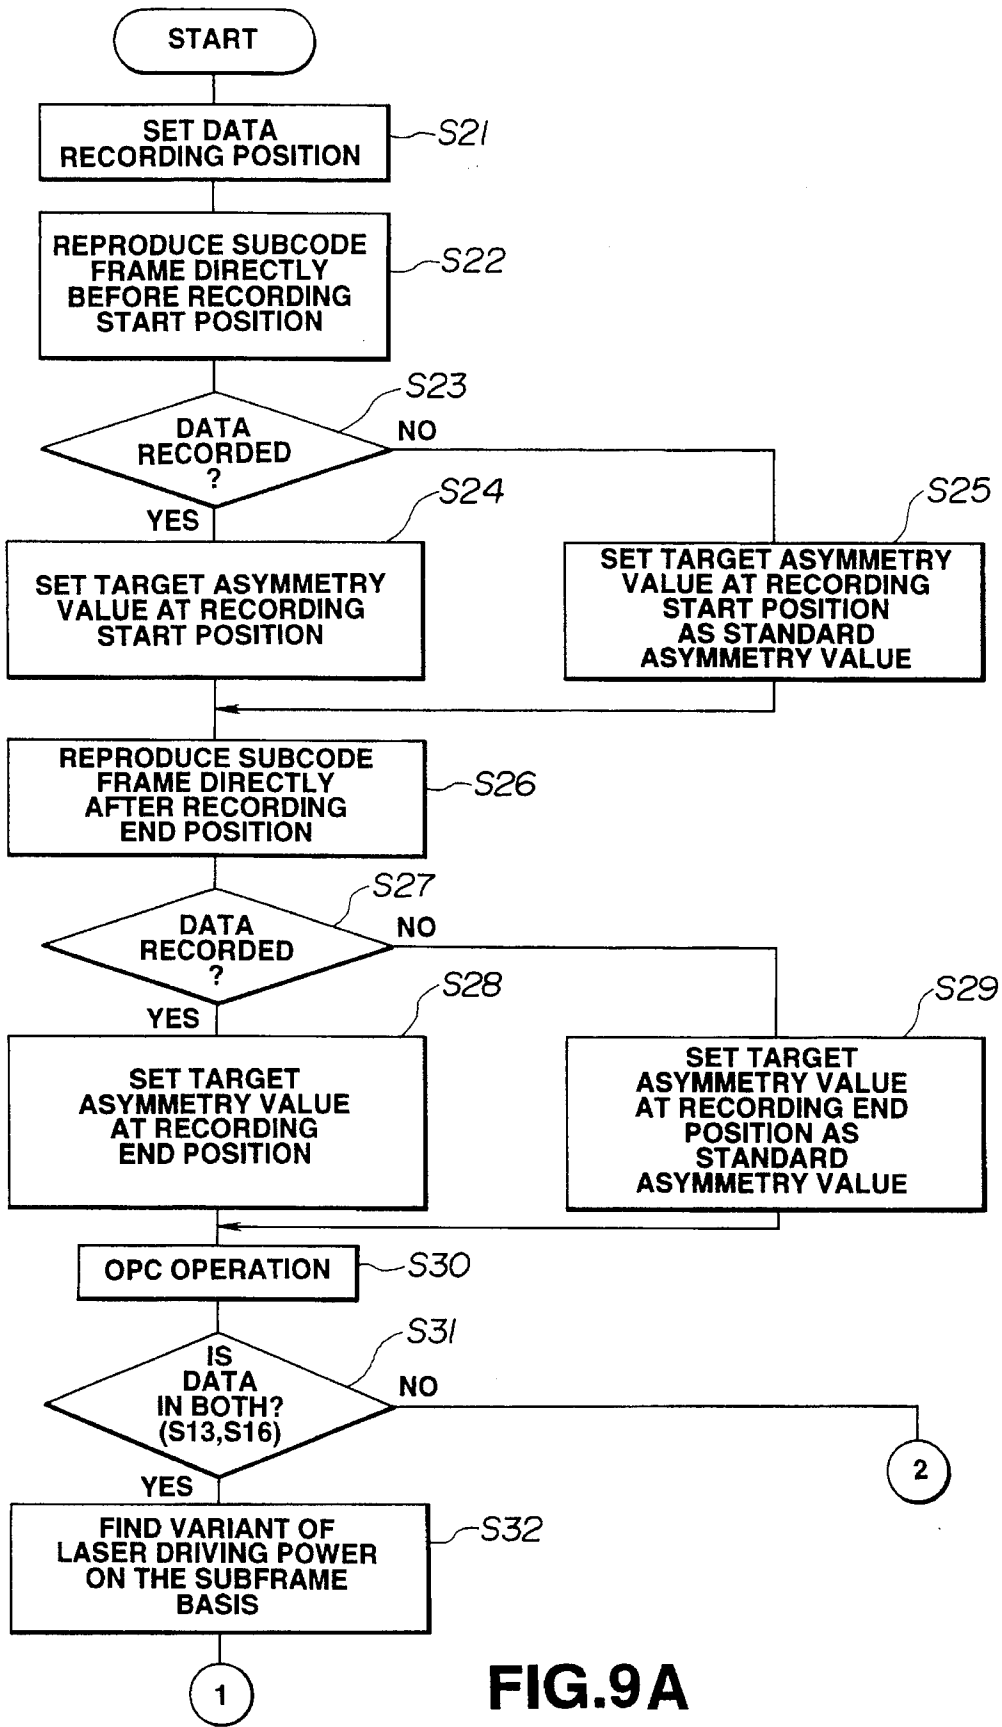 START
SET DATA
RECORDING POSITION
S21
REPRODUCE SUBCODE
FRAME DIRECTLY
BEFORE RECORDING
START POSITION
S22
S23
DATA
RECORDED
?
NO
YES
S24
SET TARGET ASYMMETRY
VALUE AT RECORDING
START POSITION
S25
SET TARGET ASYMMETRY
VALUE AT RECORDING
START POSITION
AS STANDARD
ASYMMETRY VALUE
REPRODUCE SUBCODE
FRAME DIRECTLY
AFTER RECORDING
END POSITION
S26
S27
DATA
RECORDED
?
NO
YES
S28
SET TARGET
ASYMMETRY VALUE
AT RECORDING
END POSITION
S29
SET TARGET
ASYMMETRY VALUE
AT RECORDING END
POSITION AS
STANDARD
ASYMMETRY VALUE
OPC OPERATION
S30
S31
IS
DATA
IN BOTH?
(S13,S16)
NO
2
YES
FIND VARIANT OF
LASER DRIVING POWER
ON THE SUBFRAME
BASIS
S32
1
FIG.9A